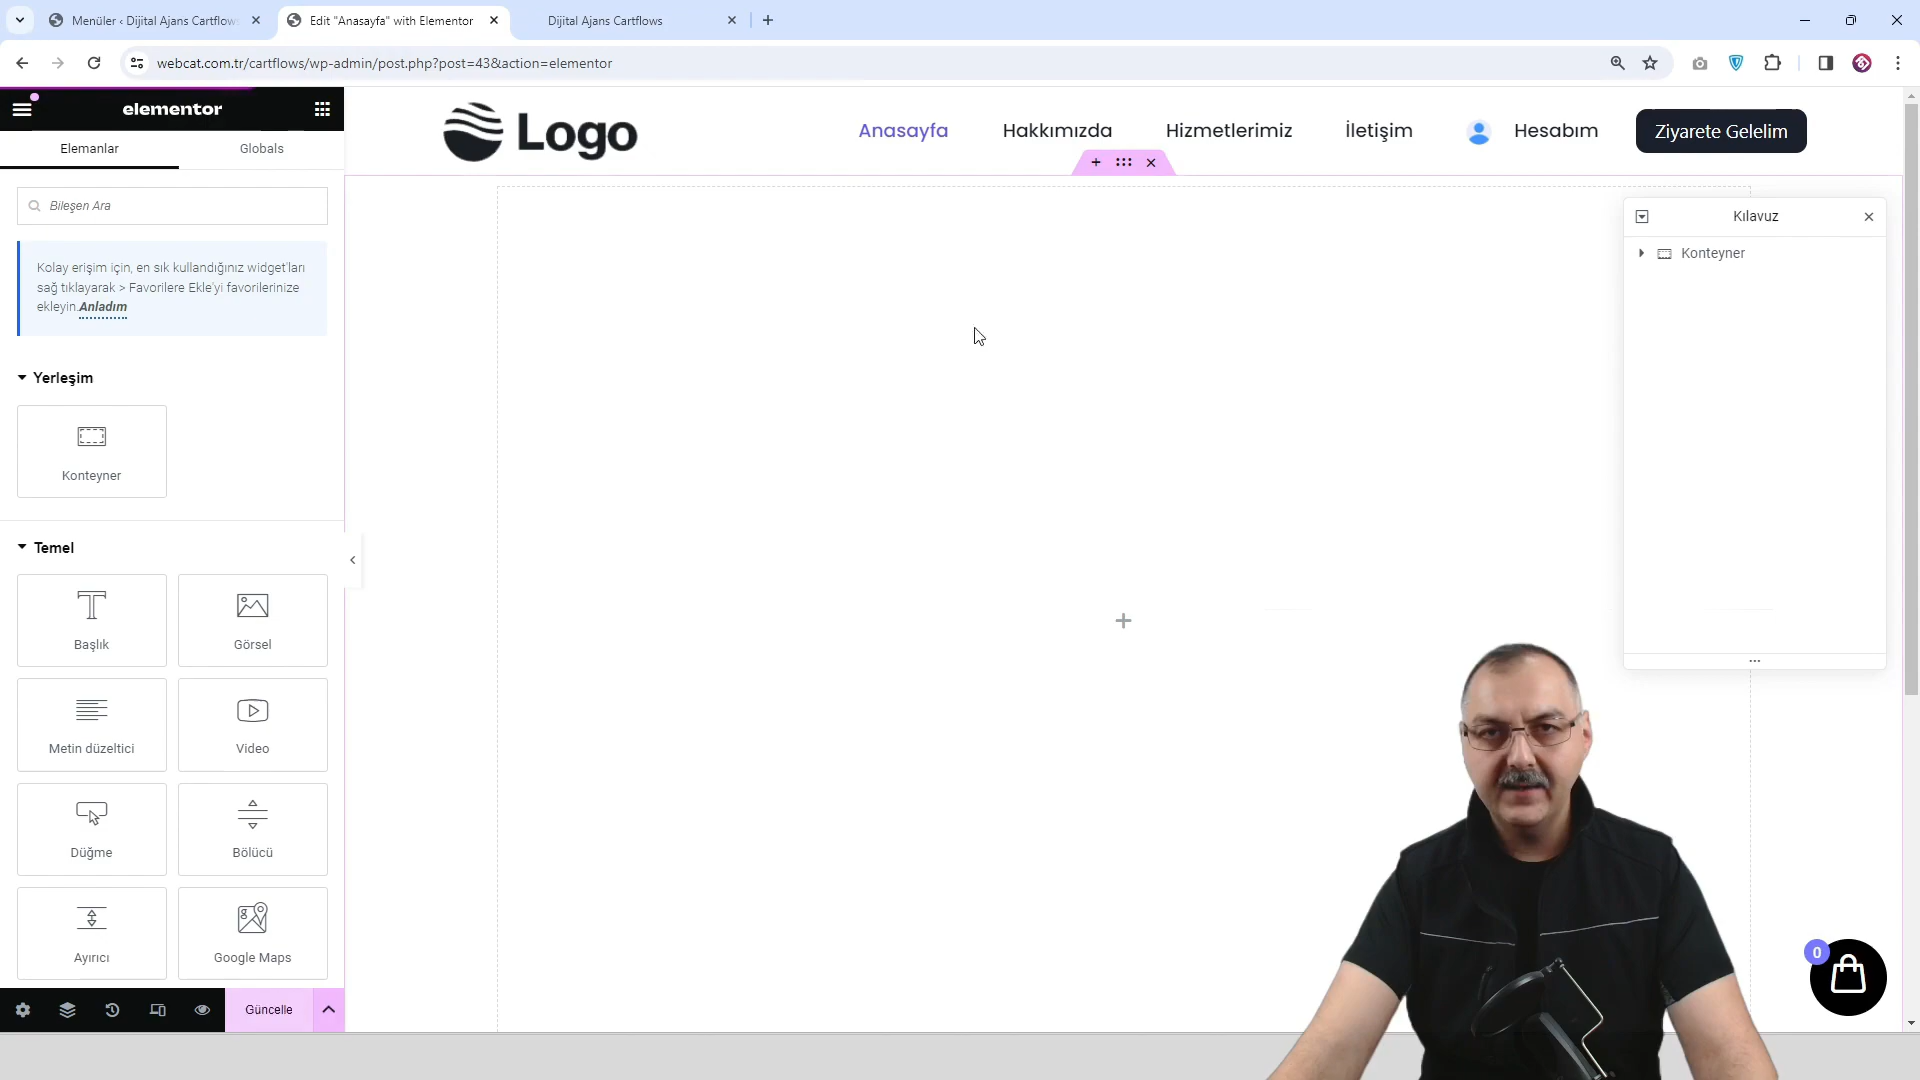 Menüler ‹ Dijital Ajans Cartflows
Edit "Anasayfa" with Elementor
Dijital Ajans Cartflows
webcat.com.tr/cartflows/wp-admin/post.php?post=43&action=elementor
elementor
Elemanlar
Globals
Bileşen Ara
Kolay erişim için, en sık kullandığınız widget'ları
sağ tıklayarak > Favorilere Ekle'yi favorilerinize
ekleyin.Anladım
Yerleşim
Konteyner
Temel
Başlık
Görsel
Metin düzeltici
Video
Düğme
Bölücü
Ayırıcı
Google Maps
Güncelle
Logo
Anasayfa
Hakkımızda
Hizmetlerimiz
İletişim
Hesabım
Ziyarete Gelelim
Kılavuz
Konteyner
0